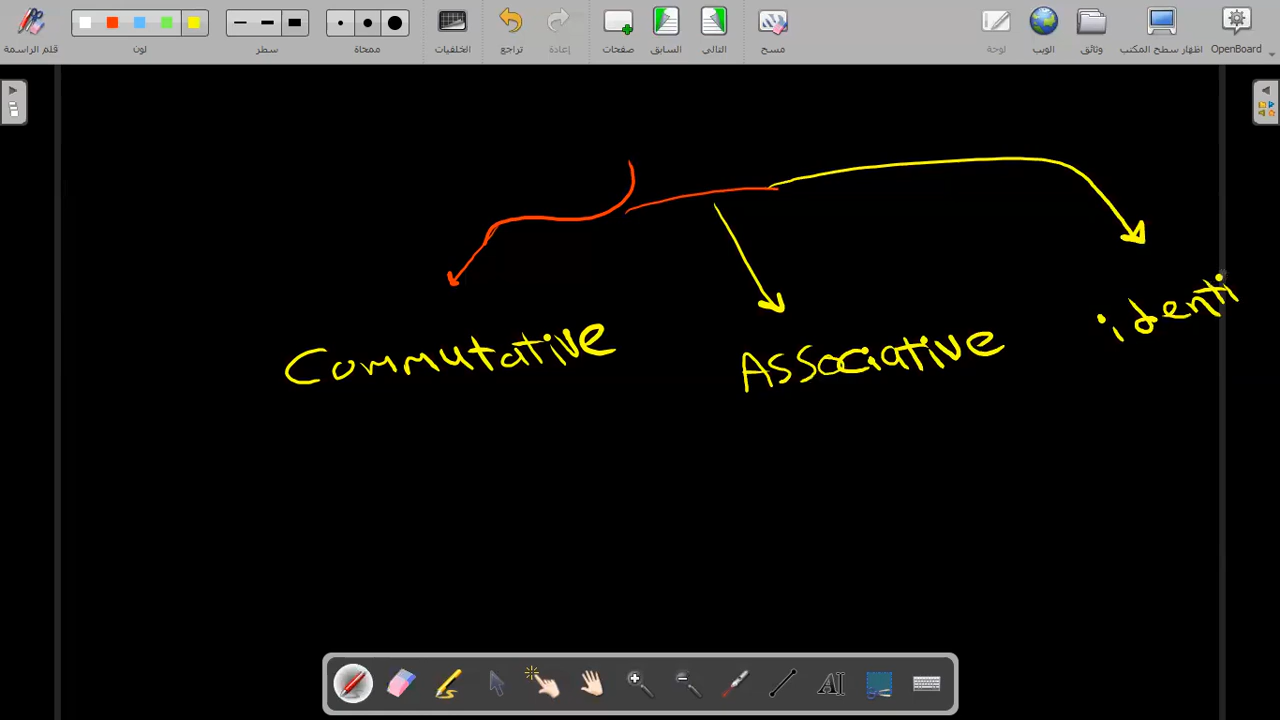 قلم الراسمة
لون
سطر
ممحاة
الخلفيات
تراجع
إعادة
صفحات
السابق
التالي
مسح
لوحة
الويب
وثائق
اظهار سطح المكتب
OpenBoard
Commutative
Associative
identi
AI